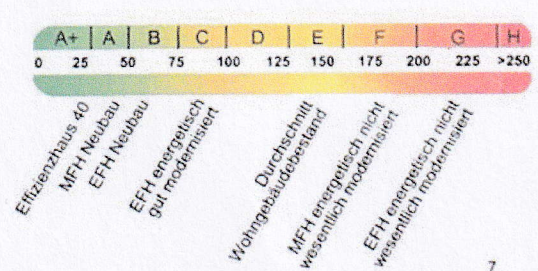 A+ A B C D E F G H
0 25 50 75 100 125 150 175 200 225 >250
Effizienzhaus 40
MFH Neubau
EFH Neubau
EFH energetisch
gut modernisiert
Durchschnitt
Wohngebäudebestand
MFH energetisch nicht
wesentlich modernisiert
EFH energetisch nicht
wesentlich modernisiert
7